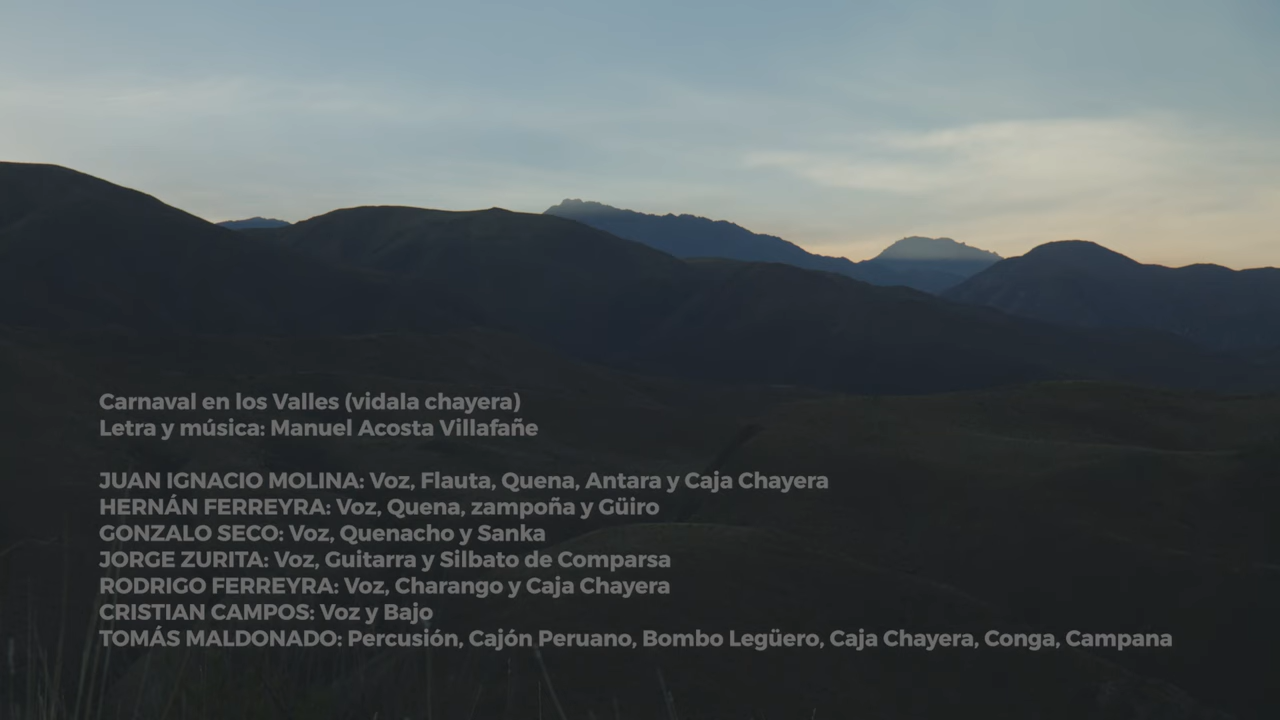 Carnaval en los Valles (vidala chayera)
Letra y música: Manuel Acosta Villafañe
JUAN IGNACIO MOLINA: Voz, Flauta, Quena, Antara y Caja Chayera
HERNÁN FERREYRA: Voz, Quena, zampoña y Güiro
GONZALO SECO: Voz, Quenacho y Sanka
JORGE ZURITA: Voz, Guitarra y Silbato de Comparsa
RODRIGO FERREYRA: Voz, Charango y Caja Chayera
CRISTIAN CAMPOS: Voz y Bajo
TOMÁS MALDONADO: Percusión, Cajón Peruano, Bombo Legüero, Caja Chayera, Conga, Campana